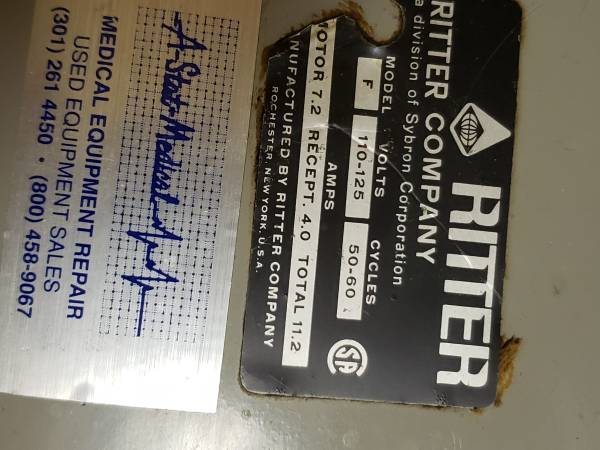 RITTER
RITTER COMPANY
a division of Sybron Corporation
MODEL VOLTS CYCLES
F 110-125 50-60
AMPS
MOTOR 7.2 RECEPT. 4.0 TOTAL 11.2
MANUFACTURED BY RITTER COMPANY
ROCHESTER, NEW YORK, U.S.A.
SA
A-Stat-Medical
MEDICAL EQUIPMENT REPAIR
USED EQUIPMENT SALES
(301) 261 4450 • (800) 458-9067